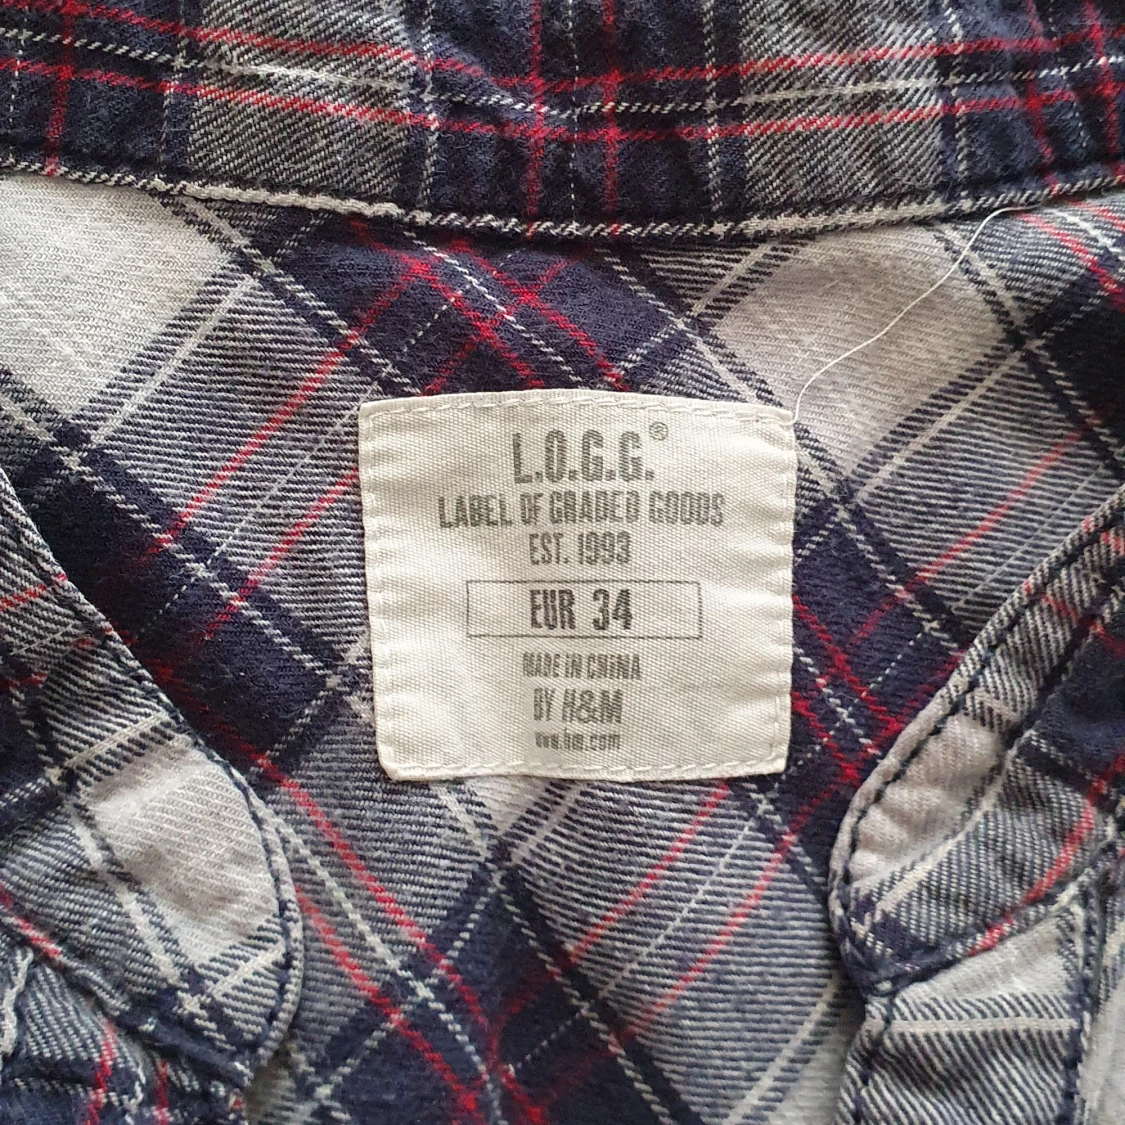 L.O.G.G.®
LABEL OF GRADED GOODS
EST. 1993
EUR 34
MADE IN CHINA
BY H&M
www.hm.com